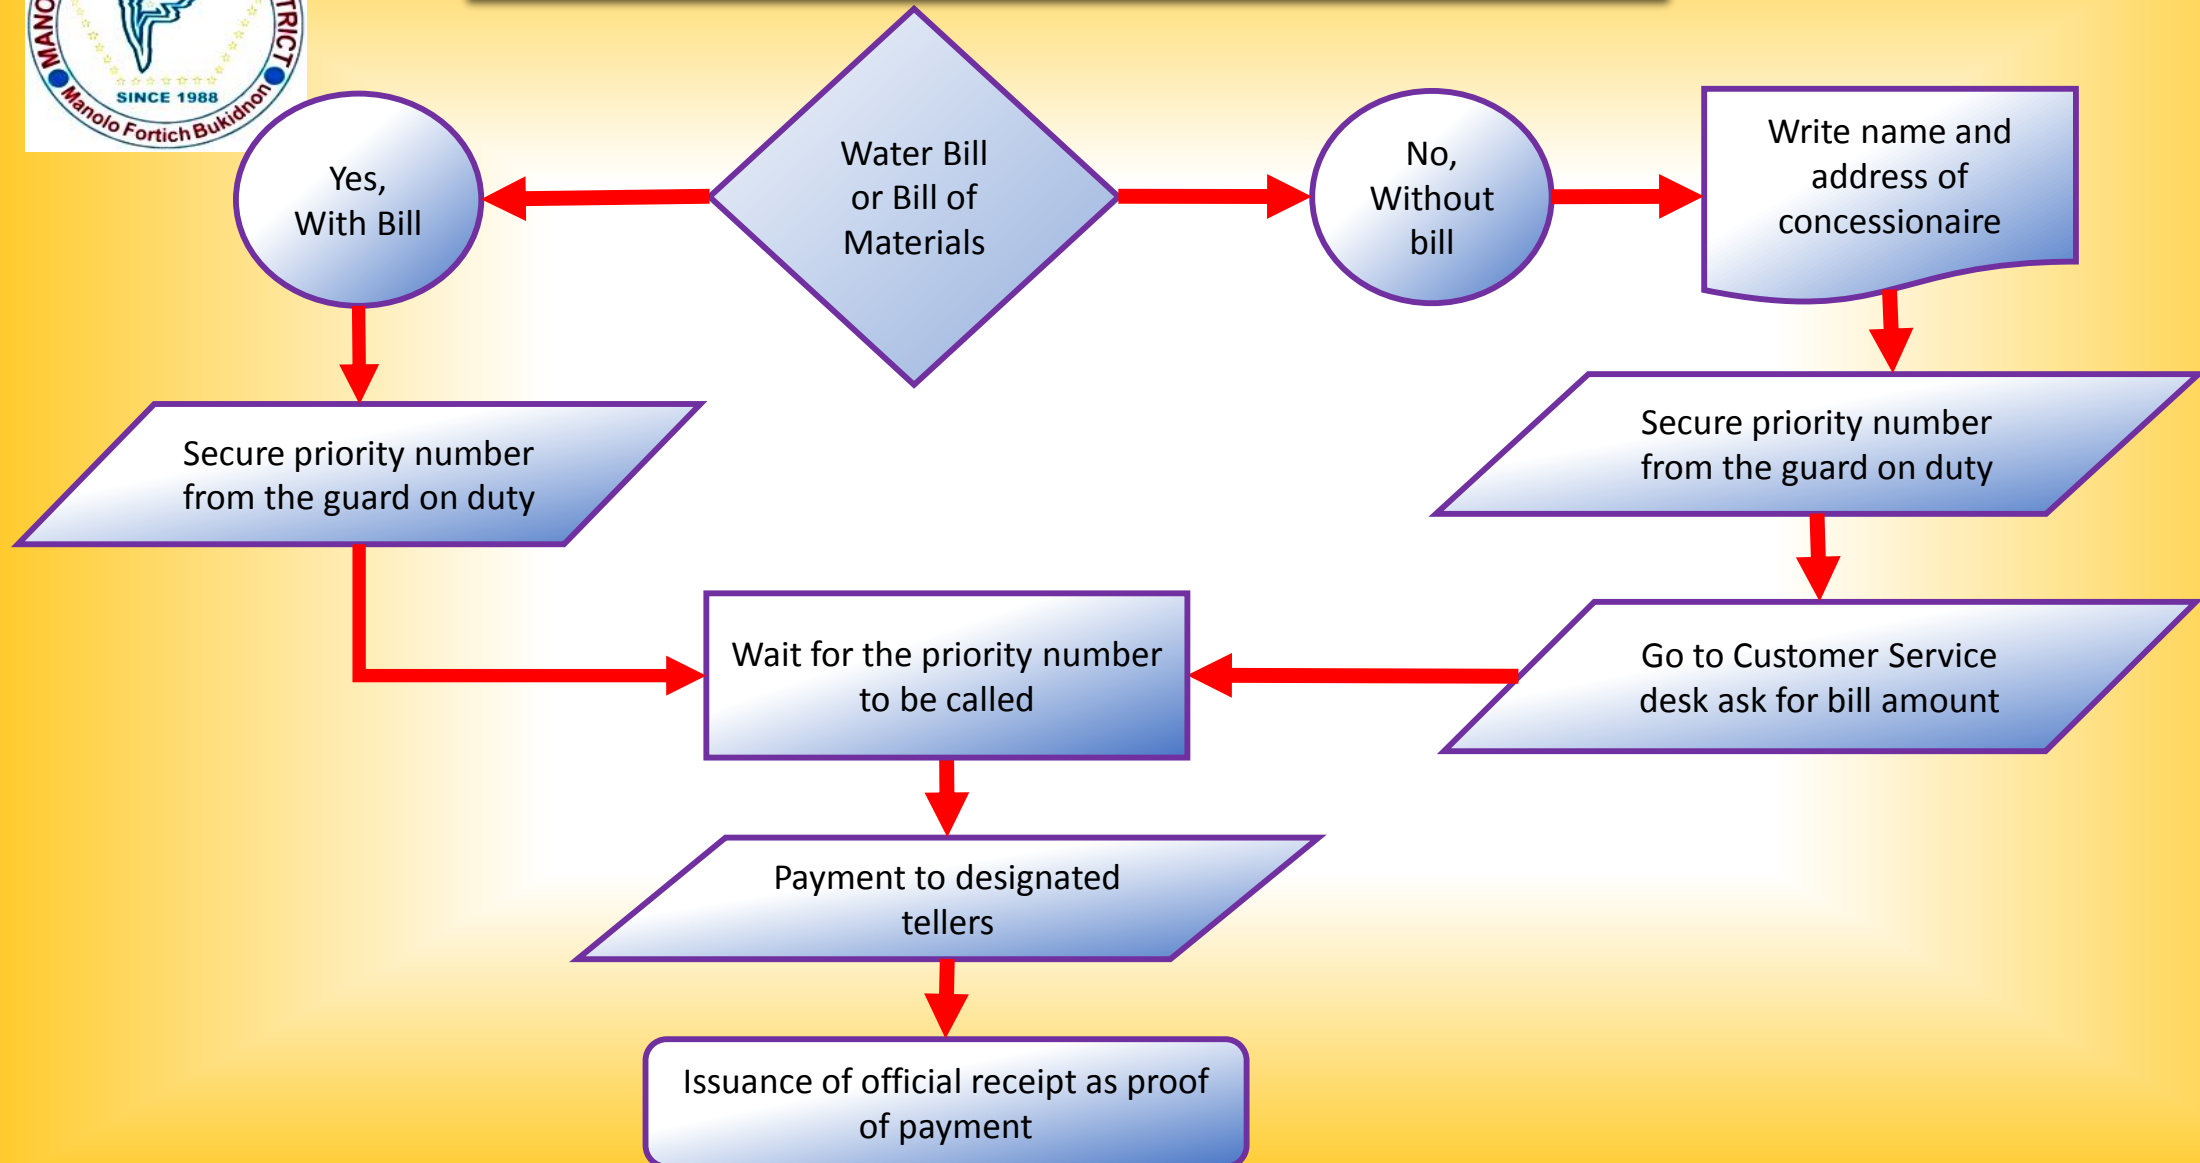 MANO
TRICT
SINCE 1988
Manolo Fortich Bukidnon
Yes,
With Bill
Water Bill
or Bill of
Materials
No,
Without
bill
Write name and
address of
concessionaire
Secure priority number
from the guard on duty
Secure priority number
from the guard on duty
Wait for the priority number
to be called
Go to Customer Service
desk ask for bill amount
Payment to designated
tellers
Issuance of official receipt as proof
of payment